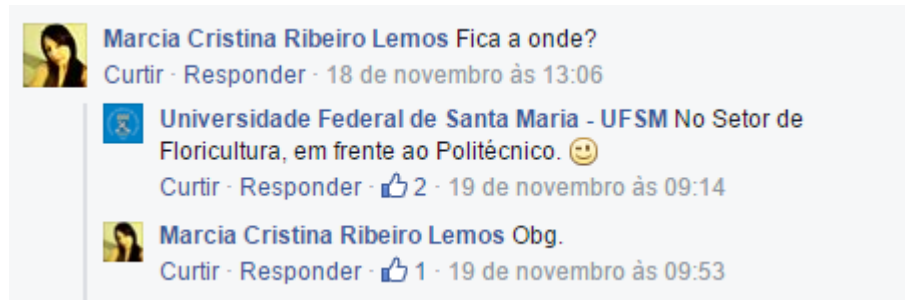 Marcia Cristina Ribeiro Lemos Fica a onde?
Curtir · Responder · 18 de novembro às 13:06
Universidade Federal de Santa Maria - UFSM No Setor de
Floricultura, em frente ao Politécnico. 😉
Curtir · Responder · 👍 2 · 19 de novembro às 09:14
Marcia Cristina Ribeiro Lemos Obg.
Curtir · Responder · 👍 1 · 19 de novembro às 09:53